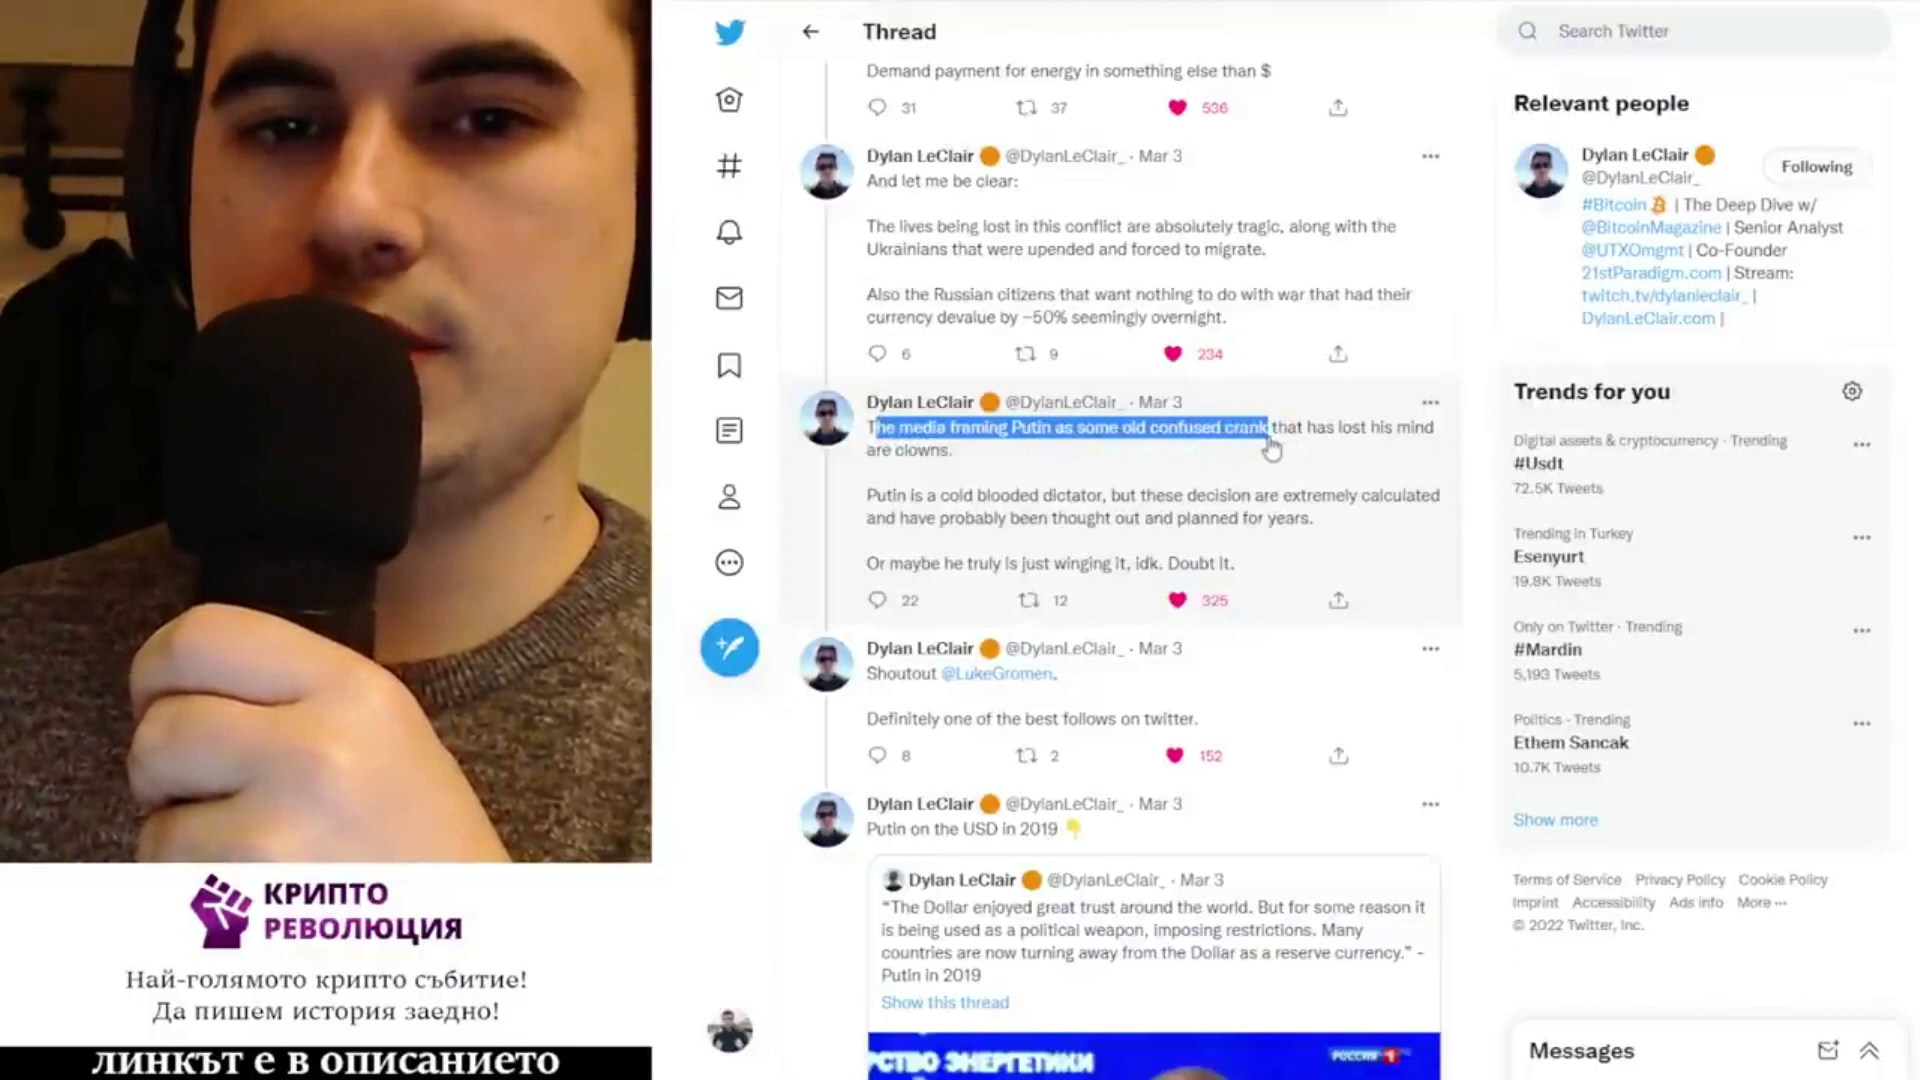 Thread
Search Twitter
Demand payment for energy in something else than $
31 37 536
Dylan LeClair @DylanLeClair_ · Mar 3
And let me be clear:
The lives being lost in this conflict are absolutely tragic, along with the
Ukrainians that were upended and forced to migrate.
Also the Russian citizens that want nothing to do with war that had their
currency devalue by ~50% seemingly overnight.
6 9 234
Dylan LeClair @DylanLeClair_ · Mar 3
The media framing Putin as some old confused crank that has lost his mind
are clowns.
Putin is a cold blooded dictator, but these decision are extremely calculated
and have probably been thought out and planned for years.
Or maybe he truly is just winging it, idk. Doubt it.
22 12 325
Dylan LeClair @DylanLeClair_ · Mar 3
Shoutout @LukeGromen.
Definitely one of the best follows on twitter.
8 2 152
Dylan LeClair @DylanLeClair_ · Mar 3
Putin on the USD in 2019
Dylan LeClair @DylanLeClair_ · Mar 3
“The Dollar enjoyed great trust around the world. But for some reason it
is being used as a political weapon, imposing restrictions. Many
countries are now turning away from the Dollar as a reserve currency.” -
Putin in 2019
Show this thread
РСТВО ЭНЕРГЕТИКИ
РОССИЯ 1
Relevant people
Dylan LeClair
@DylanLeClair_
Following
#Bitcoin | The Deep Dive w/
@BitcoinMagazine | Senior Analyst
@UTXOmgmt | Co-Founder
21stParadigm.com | Stream:
twitch.tv/dylanleclair_ |
DylanLeClair.com |
Trends for you
Digital assets & cryptocurrency · Trending
#Usdt
72.5K Tweets
Trending in Turkey
Esenyurt
19.8K Tweets
Only on Twitter · Trending
#Mardin
5,193 Tweets
Politics · Trending
Ethem Sancak
10.7K Tweets
Show more
Terms of Service Privacy Policy Cookie Policy
Imprint Accessibility Ads info More ···
© 2022 Twitter, Inc.
Messages
КРИПТО
РЕВОЛЮЦИЯ
Най-голямото крипто събитие!
Да пишем история заедно!
линкът е в описанието